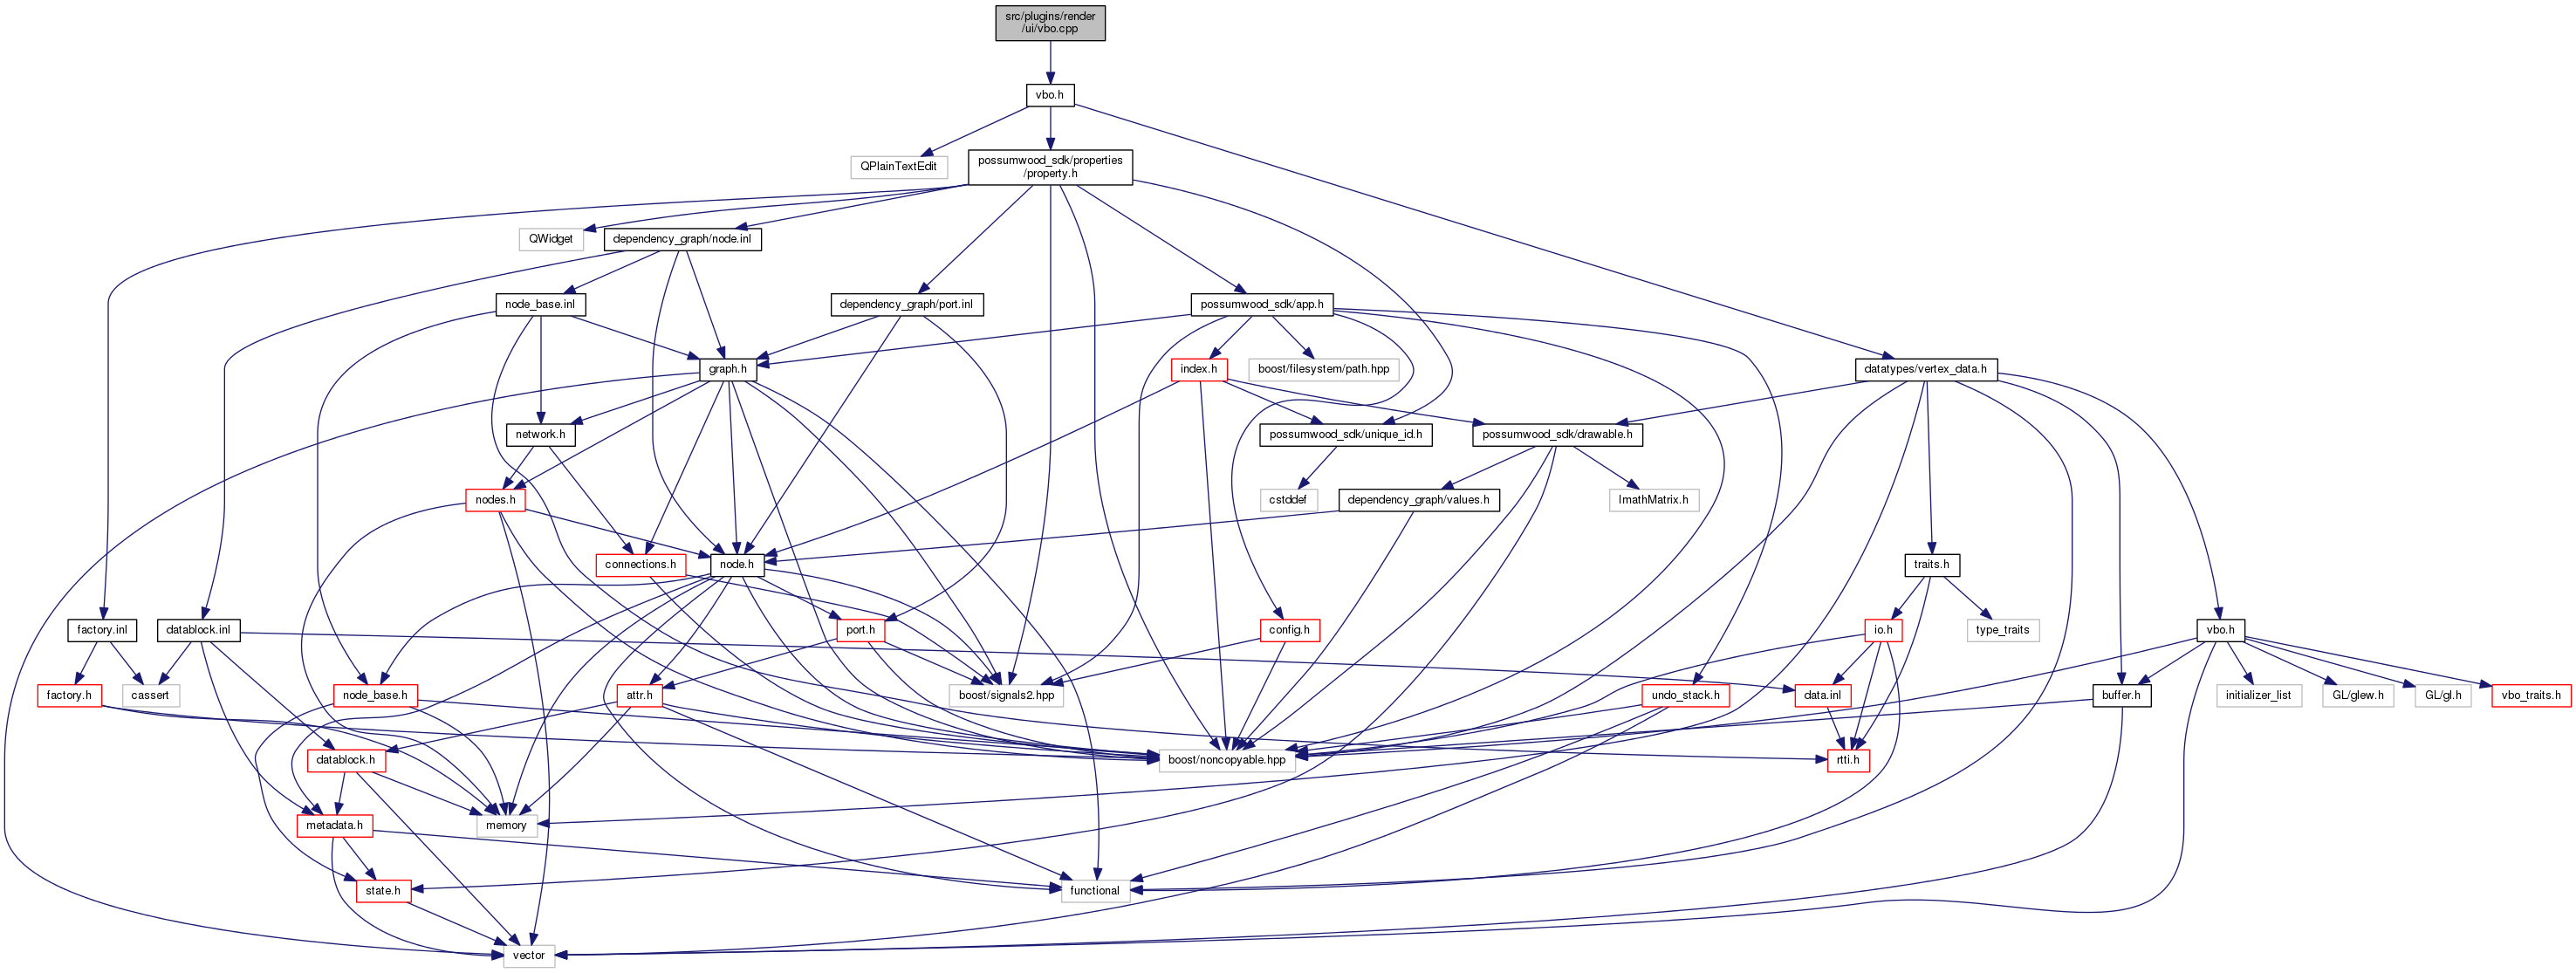 src/plugins/render
/ui/vbo.cpp
vbo.h
QPlainTextEdit
possumwood_sdk/properties
/property.h
QWidget
dependency_graph/node.inl
node_base.inl
dependency_graph/port.inl
possumwood_sdk/app.h
graph.h
index.h
boost/filesystem/path.hpp
datatypes/vertex_data.h
network.h
possumwood_sdk/unique_id.h
possumwood_sdk/drawable.h
nodes.h
cstddef
dependency_graph/values.h
ImathMatrix.h
connections.h
node.h
traits.h
factory.inl
datablock.inl
port.h
config.h
io.h
type_traits
vbo.h
factory.h
cassert
node_base.h
attr.h
boost/signals2.hpp
undo_stack.h
data.inl
buffer.h
initializer_list
GL/glew.h
GL/gl.h
vbo_traits.h
datablock.h
boost/noncopyable.hpp
rtti.h
metadata.h
memory
state.h
functional
vector